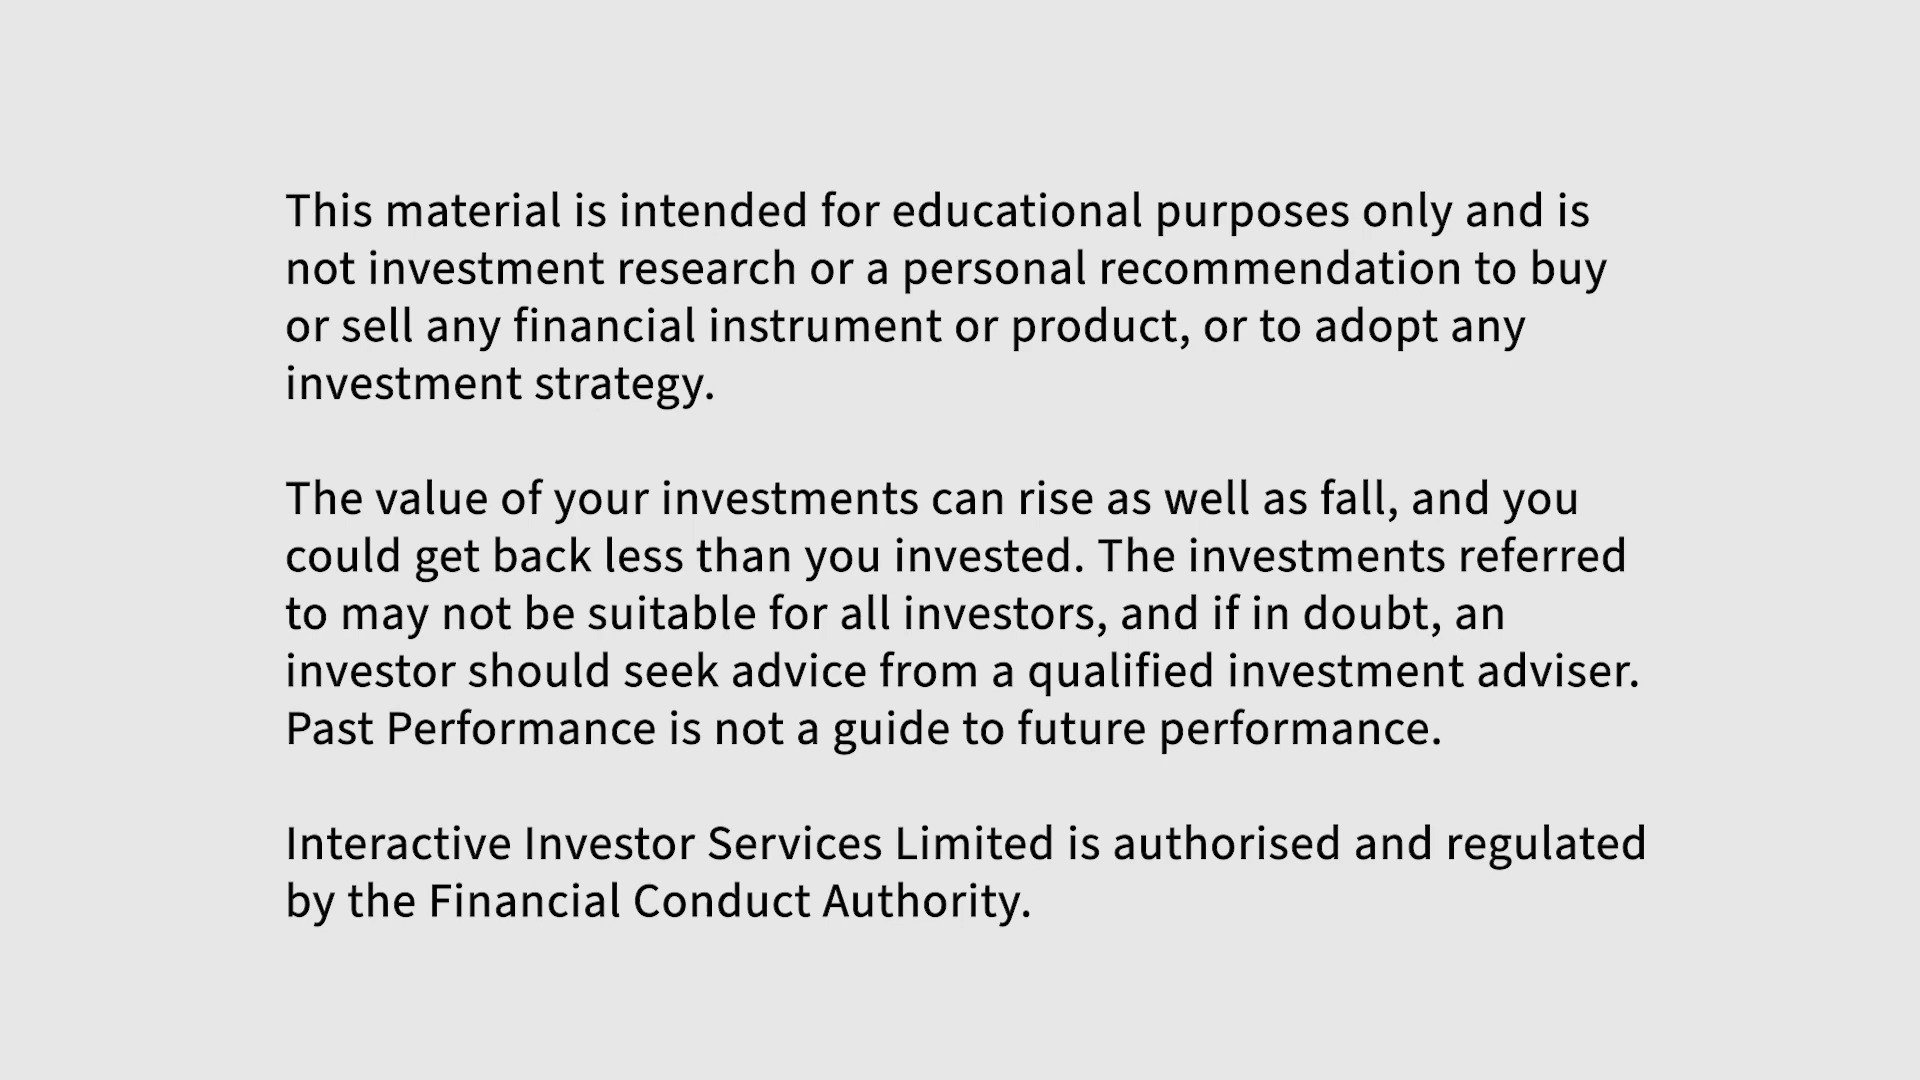 This material is intended for educational purposes only and is
not investment research or a personal recommendation to buy
or sell any financial instrument or product, or to adopt any
investment strategy.
The value of your investments can rise as well as fall, and you
could get back less than you invested. The investments referred
to may not be suitable for all investors, and if in doubt, an
investor should seek advice from a qualified investment adviser.
Past Performance is not a guide to future performance.
Interactive Investor Services Limited is authorised and regulated
by the Financial Conduct Authority.